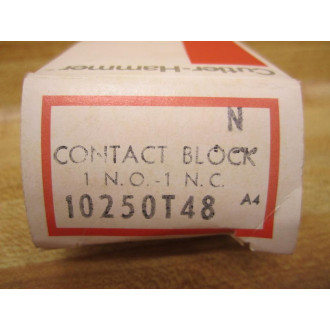 Cutler-Hammer
N
CONTACT BLOCK
1 N.O.-1 N.C.
10250T48 A4